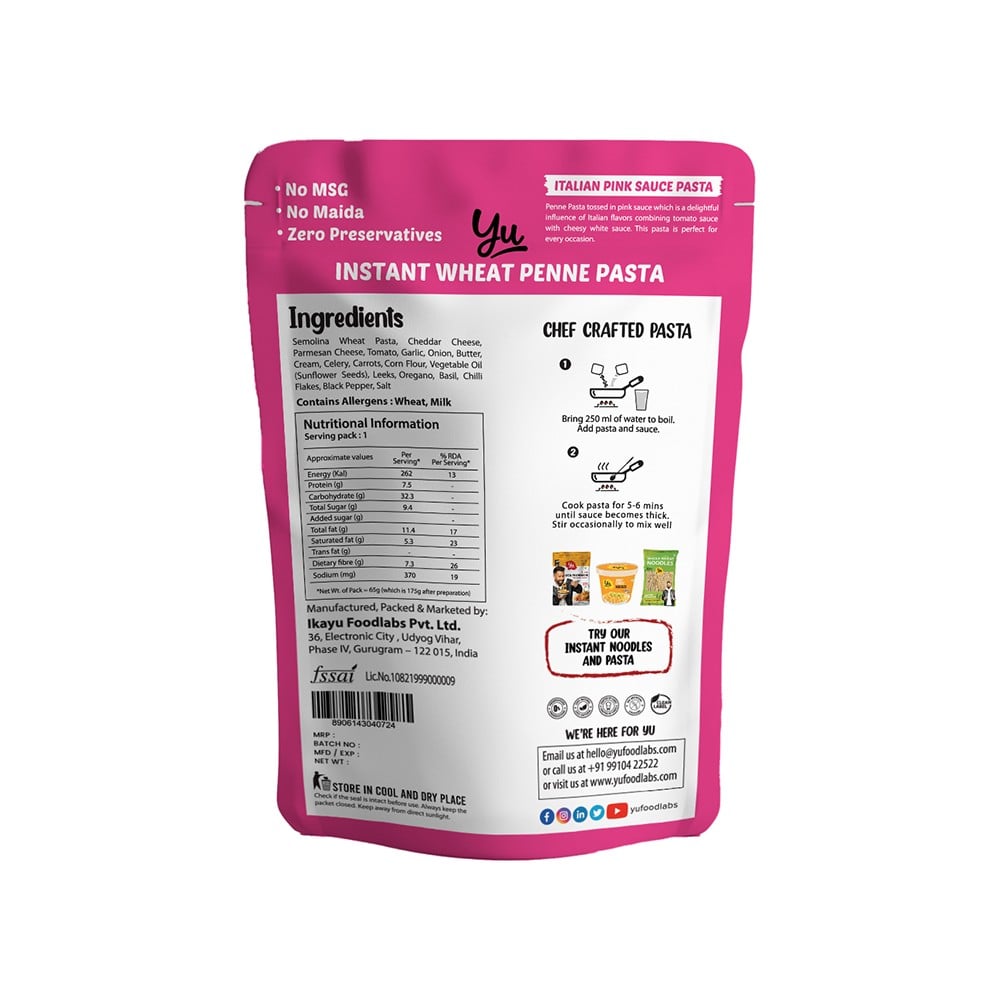 • No MSG
• No Maida
• Zero Preservatives
Yu
ITALIAN PINK SAUCE PASTA
Penne Pasta tossed in pink sauce which is a delightful
influence of Italian flavors combining tomato sauce
with cheesy white sauce. This pasta is perfect for
every occasion.
INSTANT WHEAT PENNE PASTA
Ingredients
Semolina Wheat Pasta, Cheddar Cheese,
Parmesan Cheese, Tomato, Garlic, Onion, Butter,
Cream, Celery, Carrots, Corn Flour, Vegetable Oil
(Sunflower Seeds), Leeks, Oregano, Basil, Chilli
Flakes, Black Pepper, Salt
Contains Allergens : Wheat, Milk
Nutritional Information
Serving pack : 1
Approximate values Per Serving* % RDA Per Serving*
Energy (Kal) 262 13
Protein (g) 7.5 -
Carbohydrate (g) 32.3 -
Total Sugar (g) 9.4 -
Added sugar (g) -
Total fat (g) 11.4 17
Saturated fat (g) 5.3 23
Trans fat (g) - -
Dietary fibre (g) 7.3 26
Sodium (mg) 370 19
*Net Wt. of Pack ~ 65g (which is 175g after preparation)
Manufactured, Packed & Marketed by:
Ikayu Foodlabs Pvt. Ltd.
36, Electronic City , Udyog Vihar,
Phase IV, Gurugram – 122 015, India
fssai Lic.No.10821999000009
8906143040724
MRP :
BATCH NO :
MFD / EXP :
NET WT :
STORE IN COOL AND DRY PLACE
Check if the seal is intact before use. Always keep the
packet closed. Keep away from direct sunlight.
CHEF CRAFTED PASTA
1
Bring 250 ml of water to boil.
Add pasta and sauce.
2
Cook pasta for 5-6 mins
until sauce becomes thick.
Stir occasionally to mix well
NOODLES
TRY OUR
INSTANT NOODLES
AND PASTA
CLEAN
LABEL
WE'RE HERE FOR YU
Email us at hello@yufoodlabs.com
or call us at +91 99104 22522
or visit us at www.yufoodlabs.com
yufoodlabs